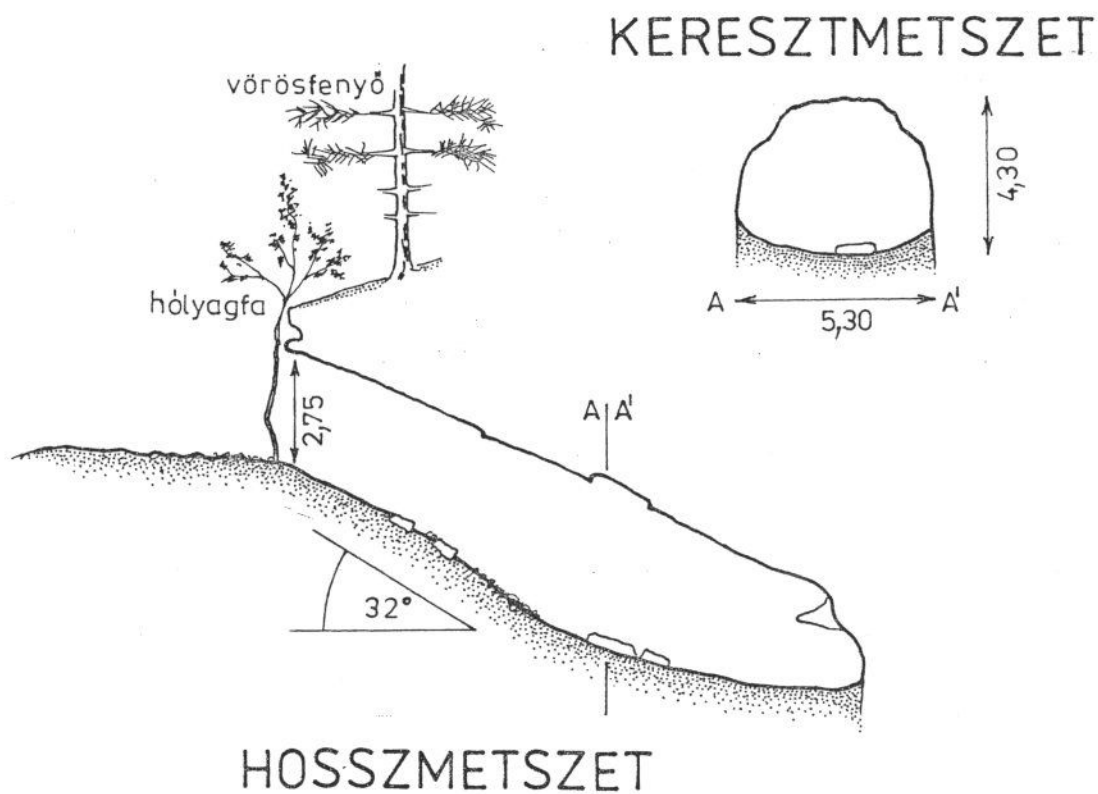 KERESZTMETSZET
vörösfenyő
4,30
hólyagfa
A
A'
5,30
2,75
A
A'
32°
HOSSZMETSZET